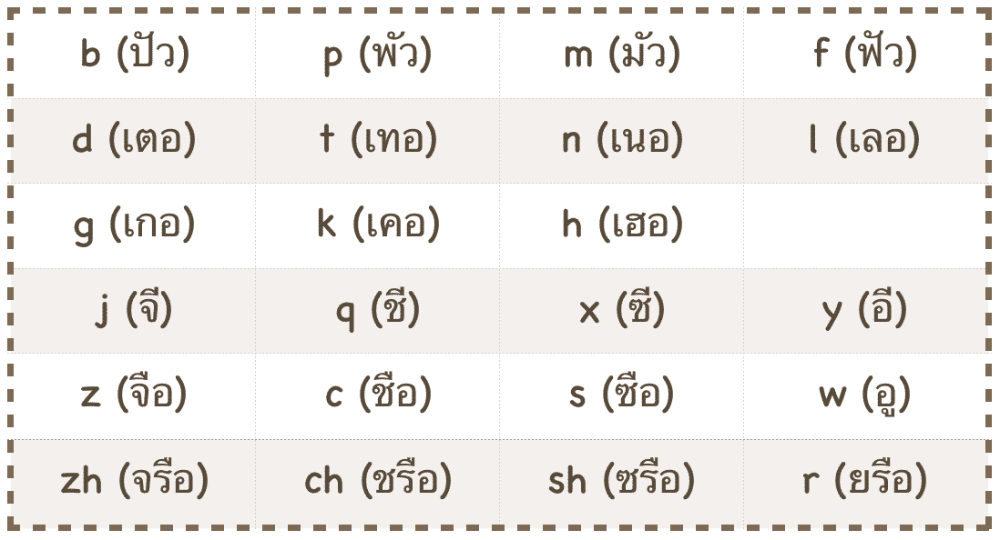 b (ปัว) p (พัว) m (มัว) f (ฟัว)
d (เตอ) t (เทอ) n (เนอ) l (เลอ)
g (เกอ) k (เคอ) h (เฮอ)
j (จี) q (ชี) x (ซี) y (อี)
z (จือ) c (ชือ) s (ซือ) w (อู)
zh (จรือ) ch (ชรือ) sh (ซรือ) r (ยรือ)